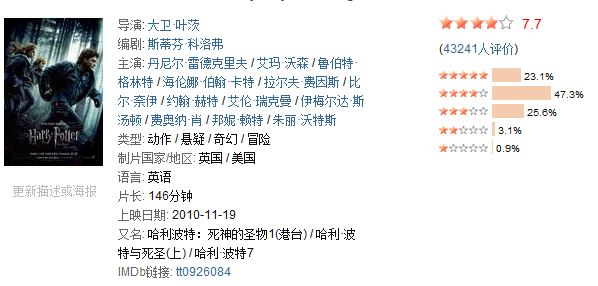 导演: 大卫·叶茨
编剧: 斯蒂芬·科洛弗
主演: 丹尼尔·雷德克里夫 / 艾玛·沃森 / 鲁伯特·
格林特 / 海伦娜·伯翰·卡特 / 拉尔夫·费因斯 / 比
尔·奈伊 / 约翰·赫特 / 艾伦·瑞克曼 / 伊梅尔达·斯
汤顿 / 费奥纳·肖 / 邦妮·赖特 / 朱丽·沃特斯
类型: 动作 / 悬疑 / 奇幻 / 冒险
制片国家/地区: 英国 / 美国
语言: 英语
片长: 146分钟
上映日期: 2010-11-19
又名: 哈利波特：死神的圣物1(港台) / 哈利·波
特与死圣(上) / 哈利·波特7
IMDb链接: tt0926084
Harry Potter
更新描述或海报
7.7
(43241人评价)
23.1%
47.3%
25.6%
3.1%
0.9%